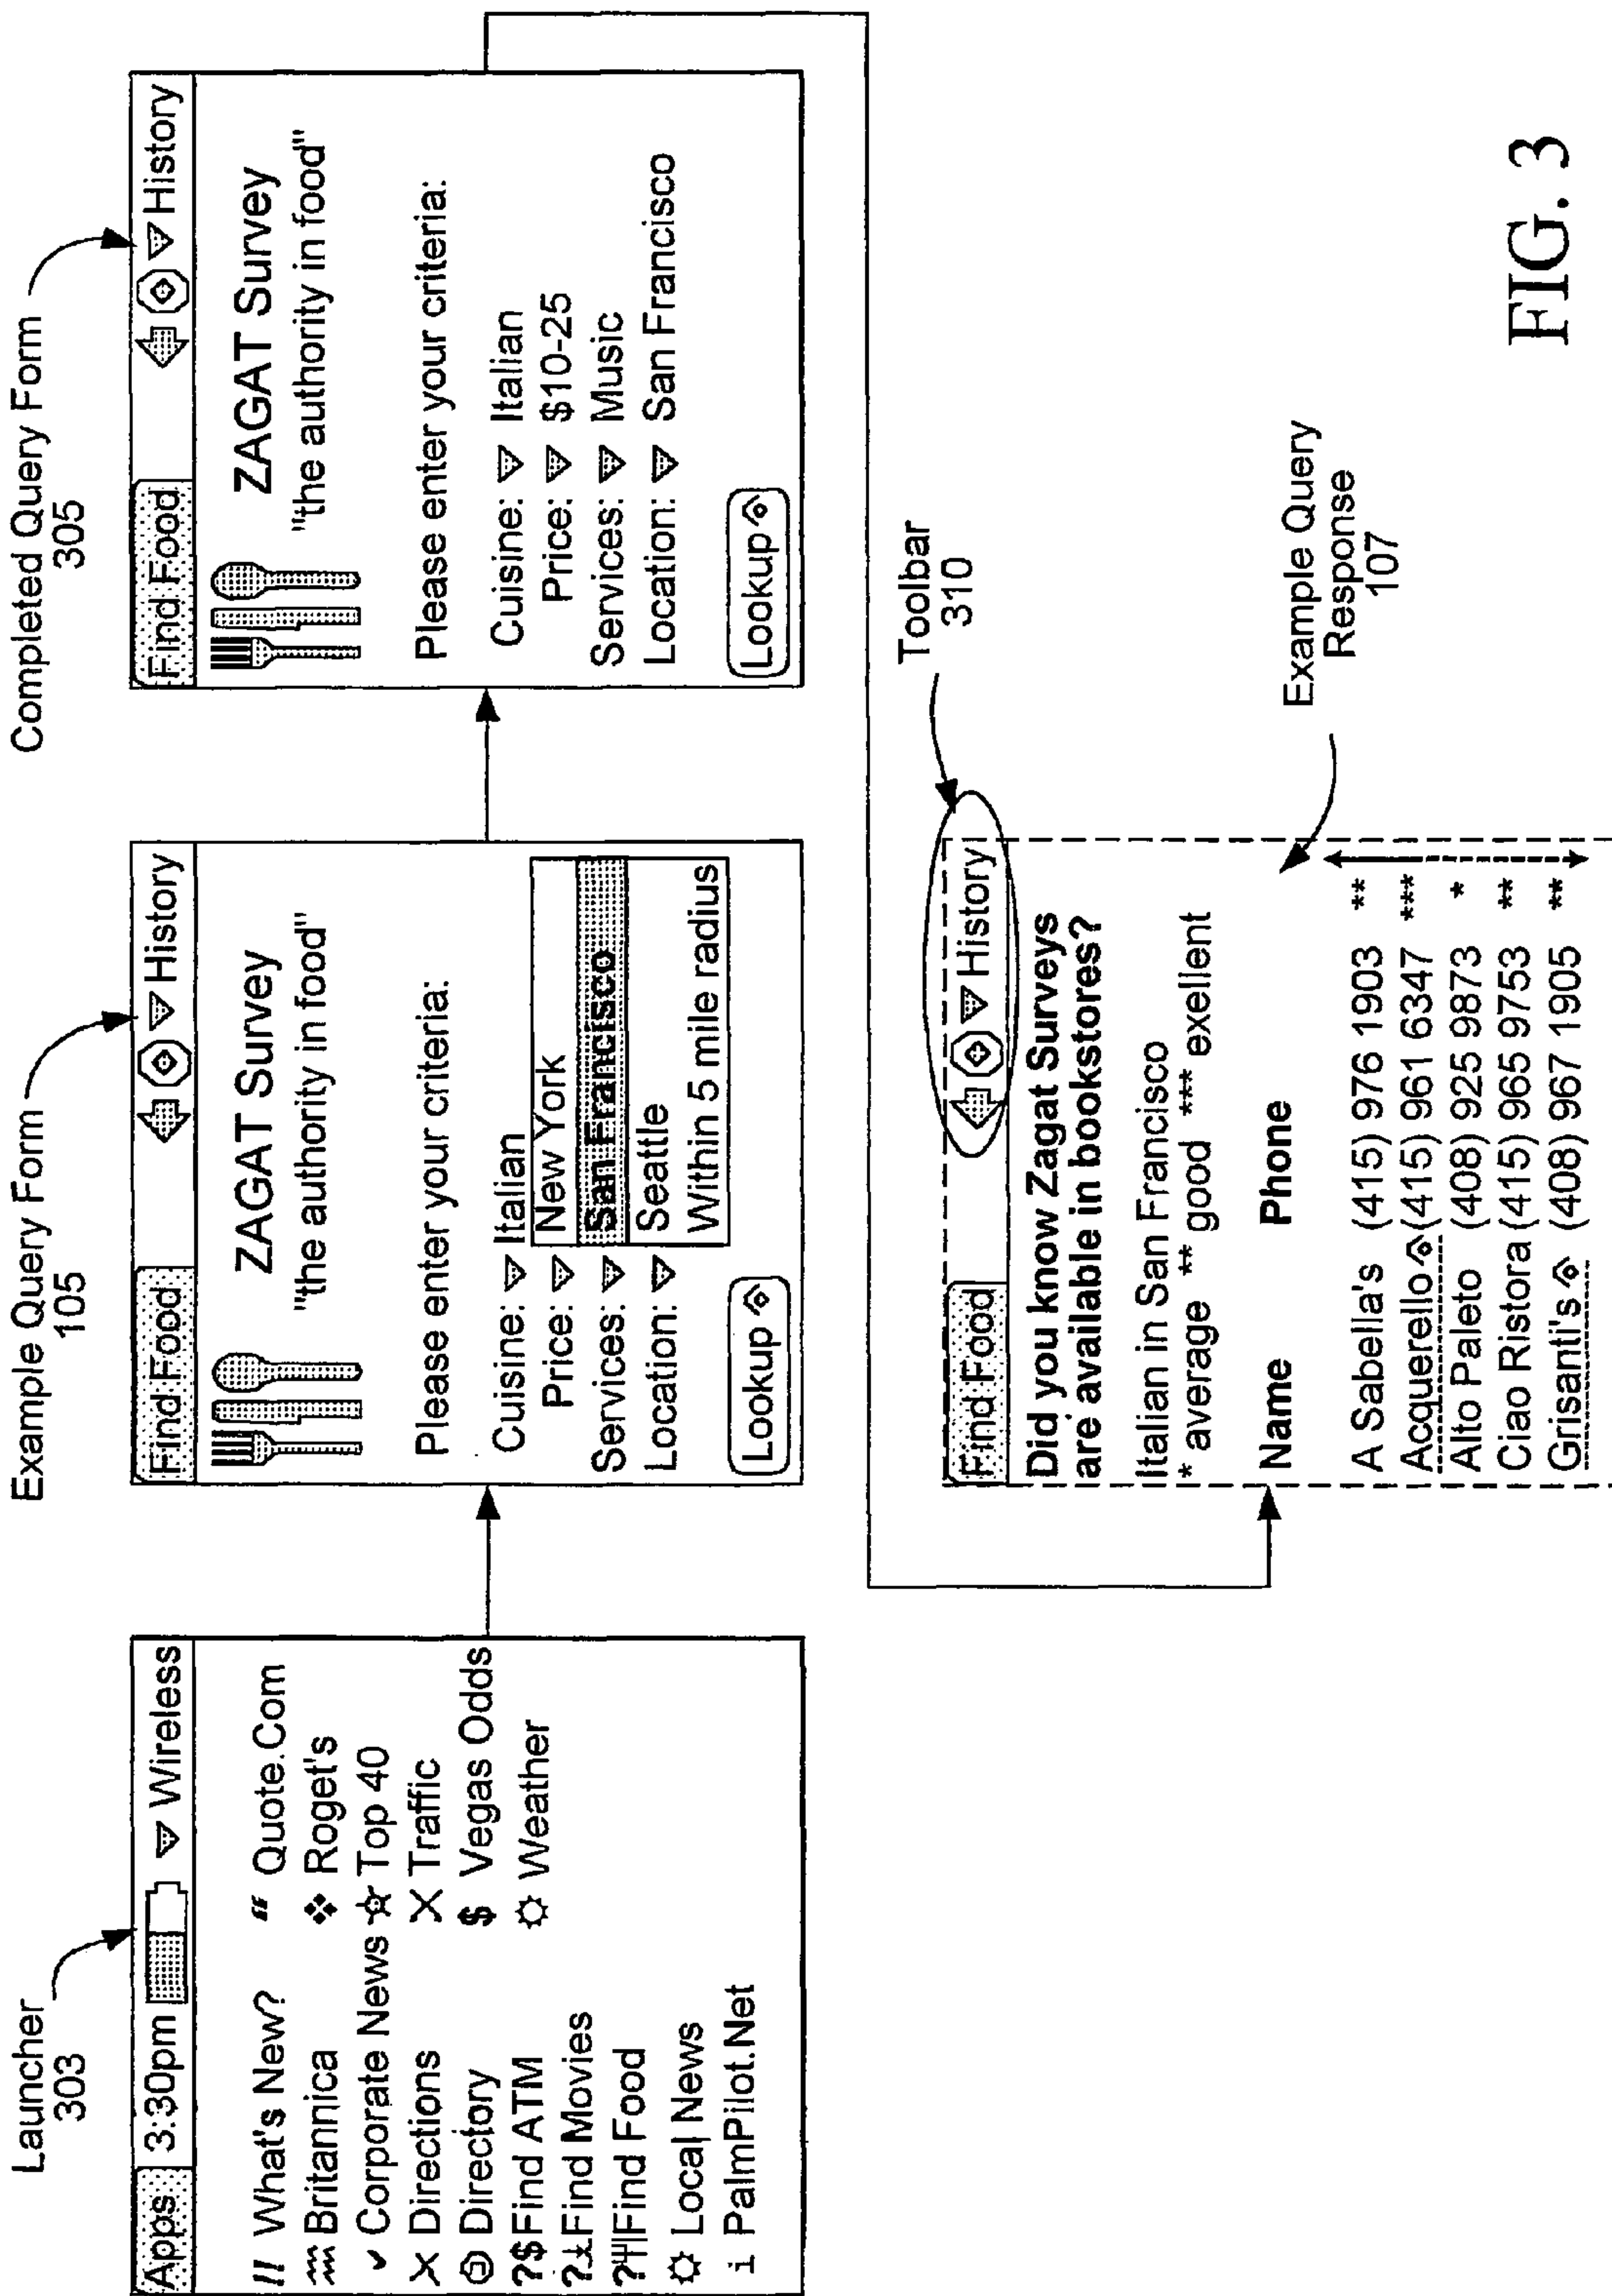 Launcher
303
Apps 3:30pm Wireless
What's New?
Britannica
Corporate News
Directions
Directory
?$Find ATM
?Find Movies
?Find Food
Local News
i PalmPilot.Net
“ Quote.Com
Roget's
Top 40
Traffic
$ Vegas Odds
Weather
Example Query Form
105
Find Food History
ZAGAT Survey
"the authority in food"
Please enter your criteria:
Cuisine: Italian
Price:
Services:
Location:
New York
San Francisco
Seattle
Within 5 mile radius
Lookup
Completed Query Form
305
Find Food History
ZAGAT Survey
"the authority in food"
Please enter your criteria:
Cuisine: Italian
Price: $10-25
Services: Music
Location: San Francisco
Lookup
Toolbar
310
Find Food History
Did you know Zagat Surveys
are available in bookstores?
Italian in San Francisco
* average ** good *** exellent
Name Phone
A Sabella's (415) 976 1903 **
Acquerello (415) 961 6347 ***
Alto Paleto (408) 925 9873 *
Ciao Ristora (415) 965 9753 **
Grisanti's (408) 967 1905 **
Example Query
Response
107
FIG. 3